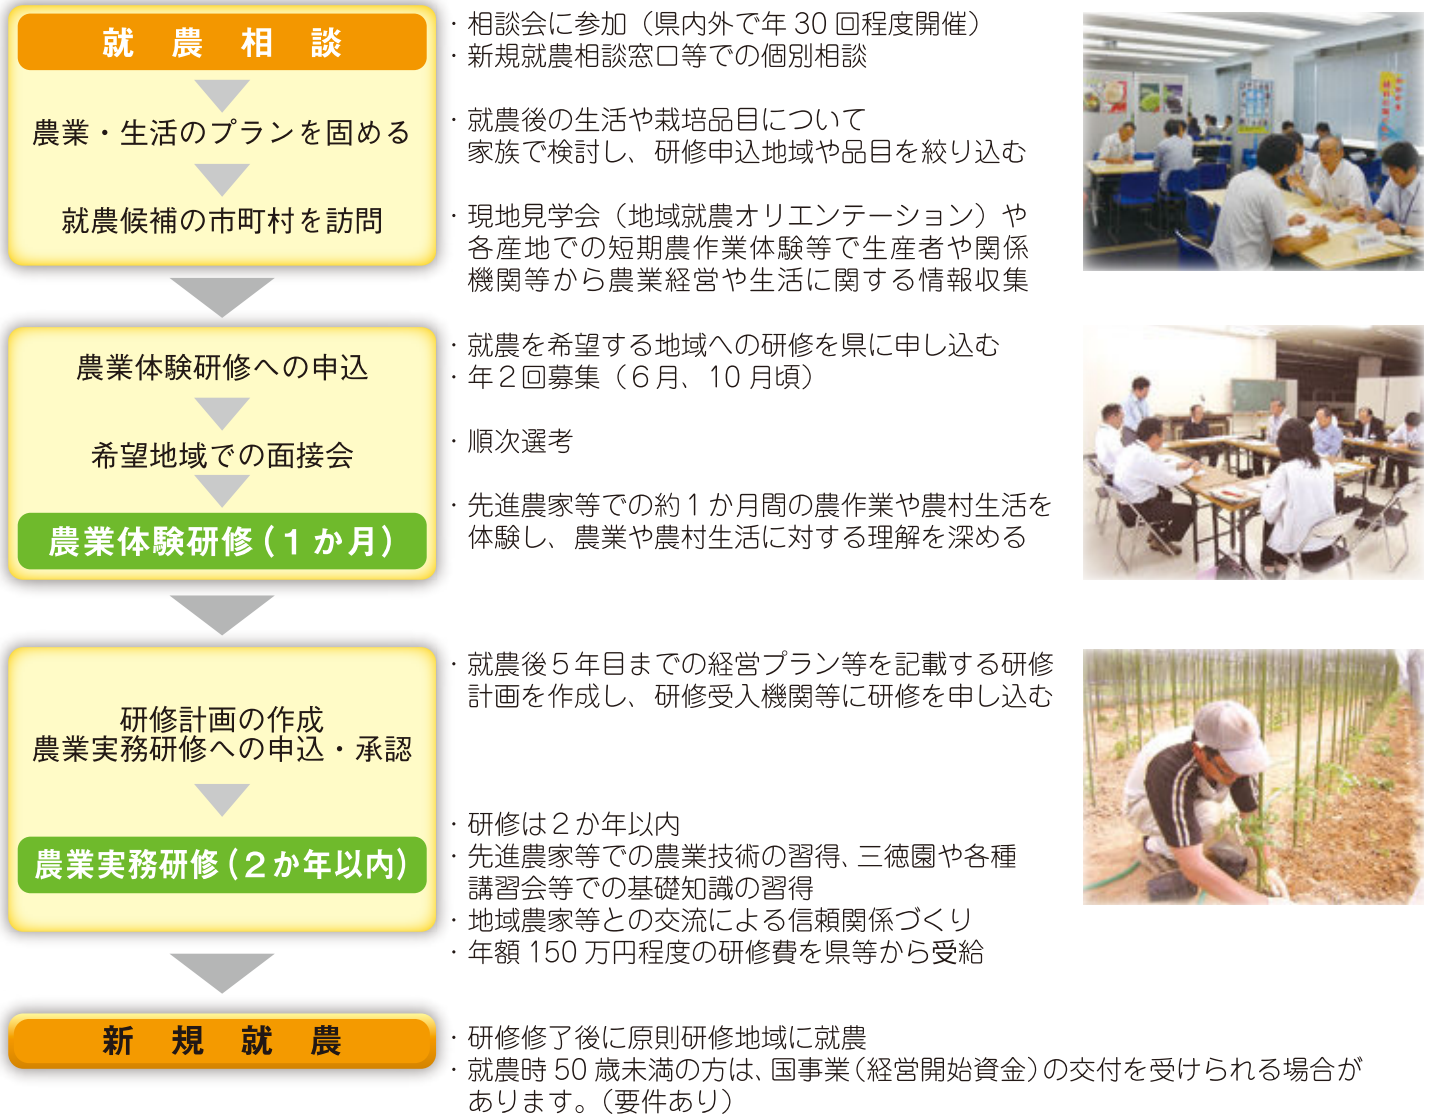 就農相談
・相談会に参加（県内外で年 30 回程度開催）
・新規就農相談窓口等での個別相談
農業・生活のプランを固める
・就農後の生活や栽培品目について
家族で検討し、研修申込地域や品目を絞り込む
就農候補の市町村を訪問
・現地見学会（地域就農オリエンテーション）や
各産地での短期農作業体験等で生産者や関係
機関等から農業経営や生活に関する情報収集
農業体験研修への申込
・就農を希望する地域への研修を県に申し込む
・年２回募集（６月、10 月頃）
希望地域での面接会
・順次選考
農業体験研修（１か月）
・先進農家等での約１か月間の農作業や農村生活を
体験し、農業や農村生活に対する理解を深める
研修計画の作成
農業実務研修への申込・承認
・就農後５年目までの経営プラン等を記載する研修
計画を作成し、研修受入機関等に研修を申し込む
農業実務研修（２か年以内）
・研修は２か年以内
・先進農家等での農業技術の習得、三徳園や各種
講習会等での基礎知識の習得
・地域農家等との交流による信頼関係づくり
・年額 150 万円程度の研修費を県等から受給
新規就農
・研修修了後に原則研修地域に就農
・就農時 50 歳未満の方は、国事業（経営開始資金）の交付を受けられる場合が
あります。（要件あり）